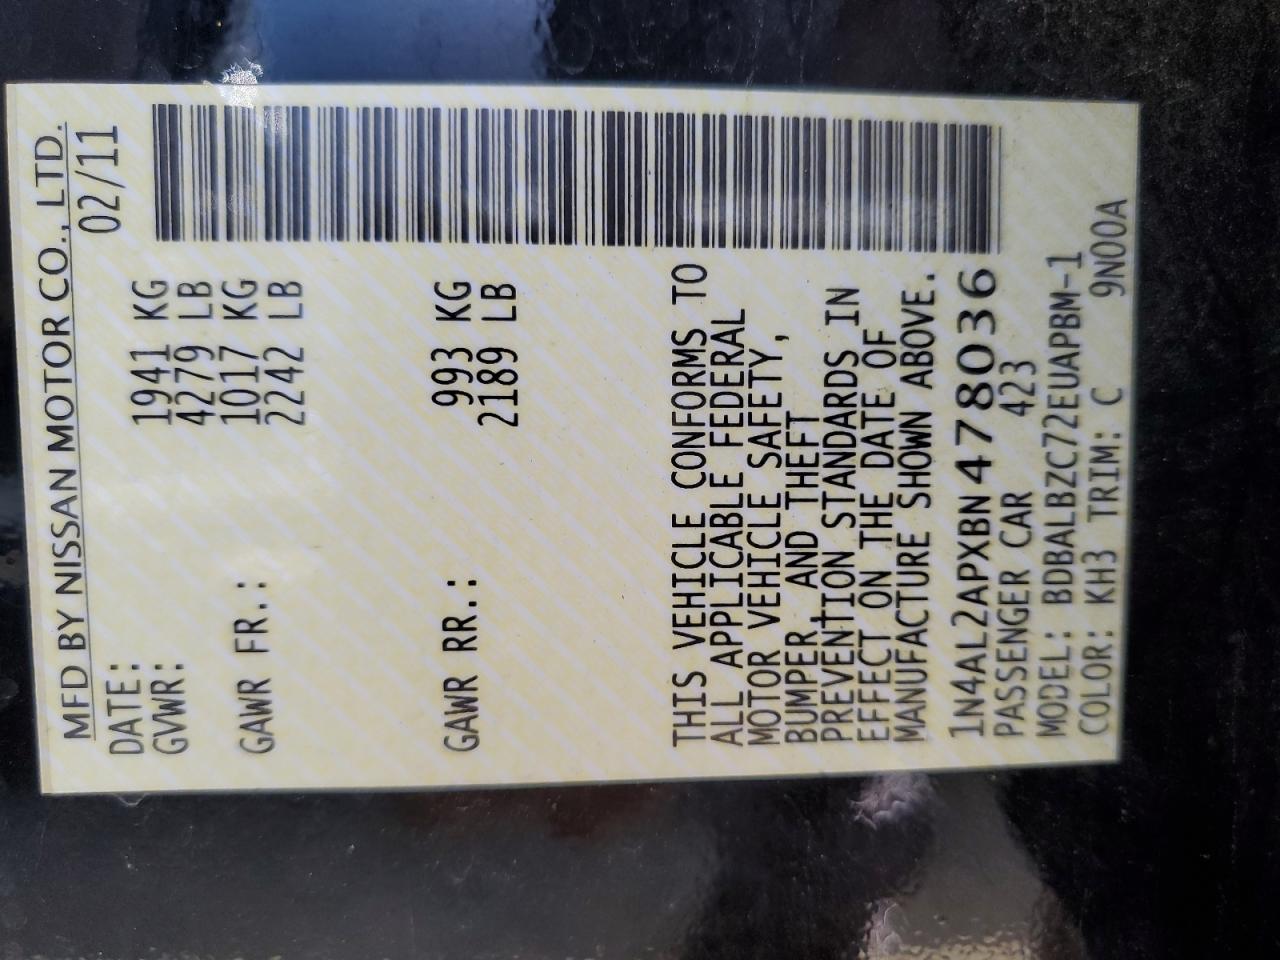 MFD BY NISSAN MOTOR CO., LTD.
DATE: 02/11
GVWR: 1941 KG
4279 LB
GAWR FR.: 1017 KG
2242 LB
GAWR RR.: 993 KG
2189 LB
THIS VEHICLE CONFORMS TO
ALL APPLICABLE FEDERAL
MOTOR VEHICLE SAFETY,
BUMPER, AND THEFT
PREVENTION STANDARDS IN
EFFECT ON THE DATE OF
MANUFACTURE SHOWN ABOVE.
1N4AL2APXBN478036
PASSENGER CAR 423
MODEL: BDBALBZC72EUAPBM-1
COLOR: KH3 TRIM: C 9N00A